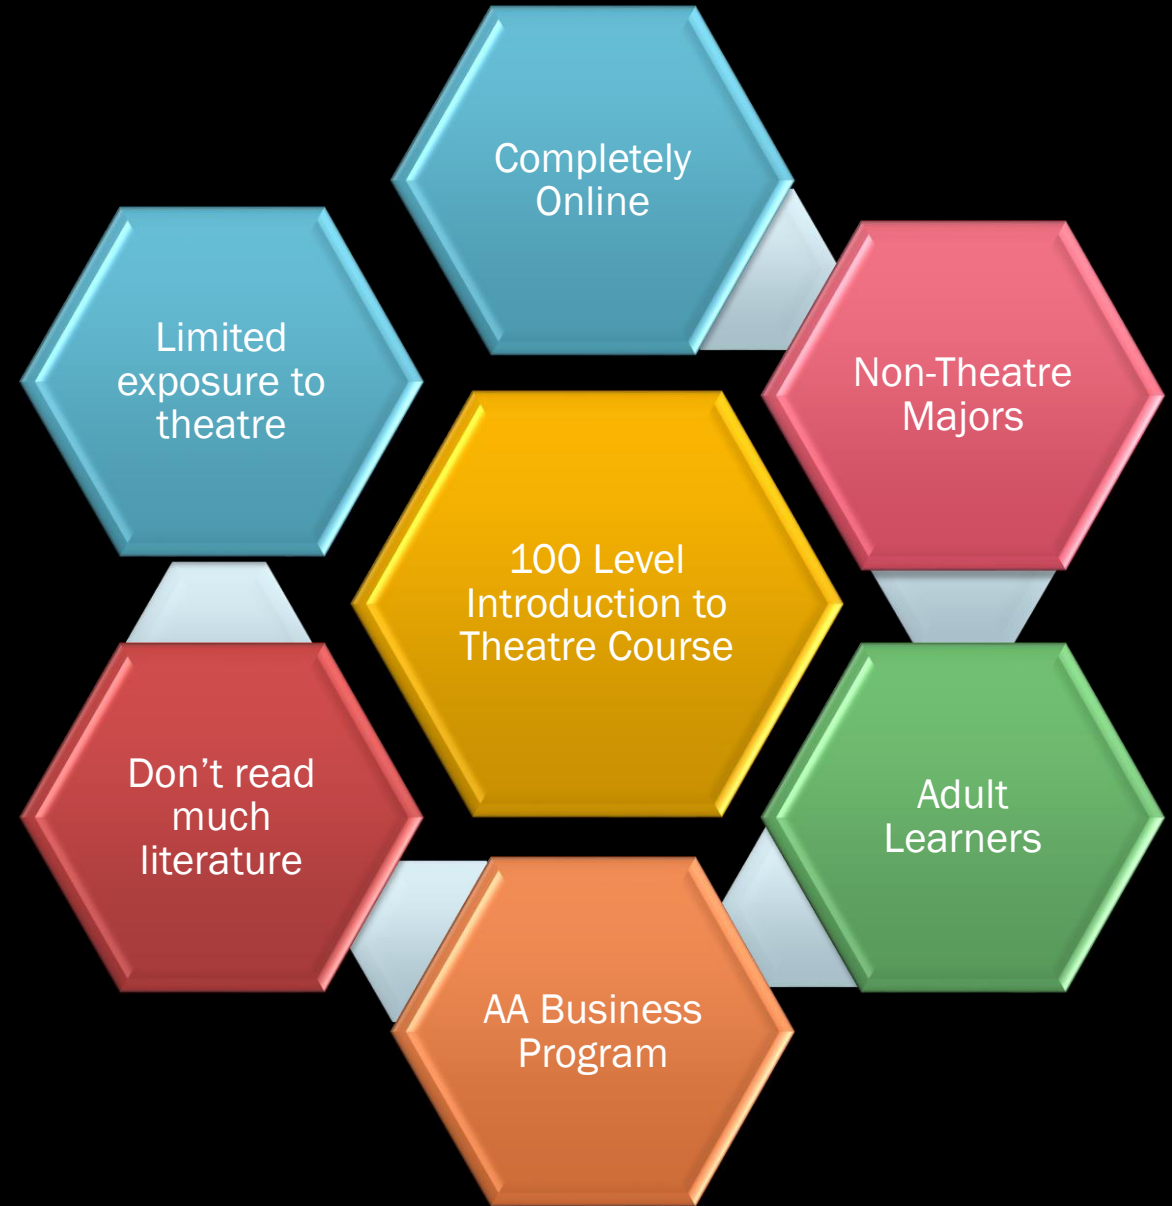 Completely
Online
Limited
exposure to
theatre
Non-Theatre
Majors
100 Level
Introduction to
Theatre Course
Don’t read
much
literature
Adult
Learners
AA Business
Program